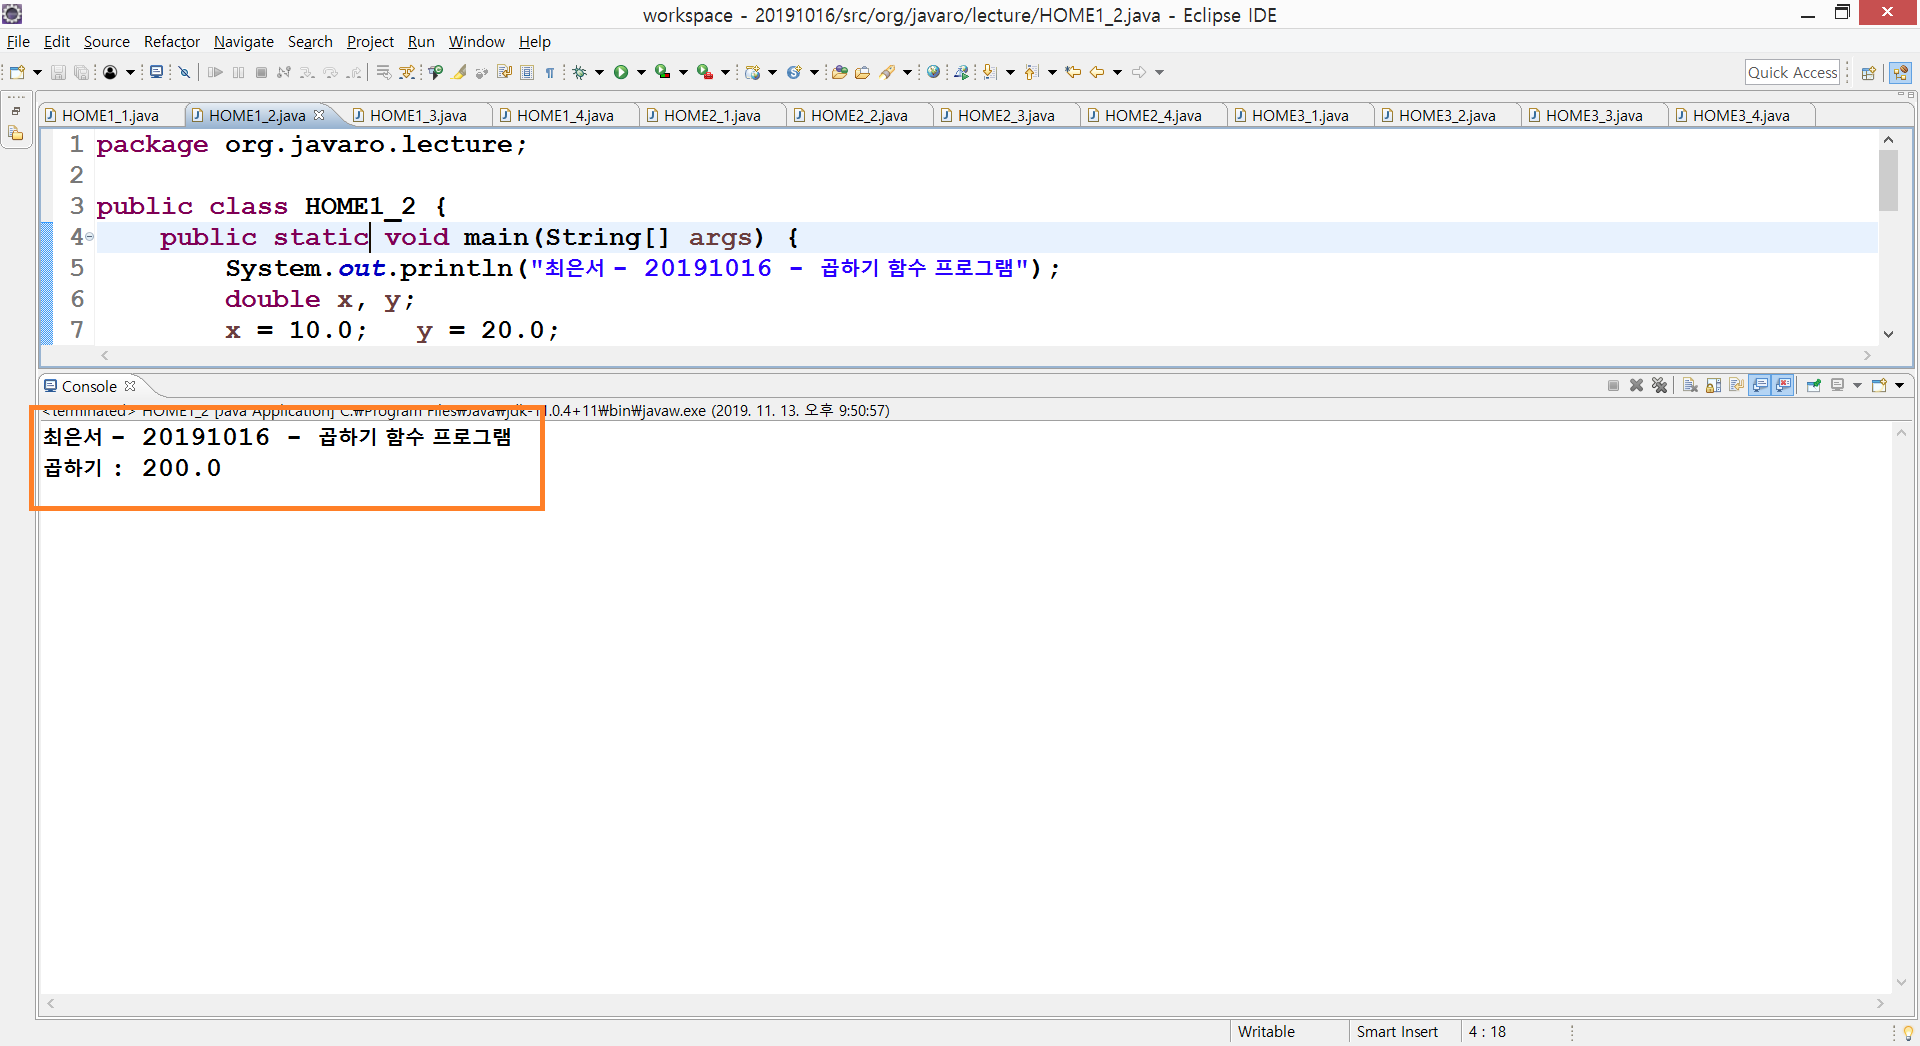 workspace - 20191016/src/org/javaro/lecture/HOME1_2.java - Eclipse IDE
File Edit Source Refactor Navigate Search Project Run Window Help
Quick Access
HOME1_1.java HOME1_2.java HOME1_3.java HOME1_4.java HOME2_1.java HOME2_2.java HOME2_3.java HOME2_4.java HOME3_1.java HOME3_2.java HOME3_3.java HOME3_4.java
1 package org.javaro.lecture;
2
3 public class HOME1_2 {
4 public static void main(String[] args) {
5 System.out.println("최은서 - 20191016 - 곱하기 함수 프로그램");
6 double x, y;
7 x = 10.0; y = 20.0;
Console
<terminated> HOME1_2 [Java Application] C:₩Program Files₩Java₩jdk-11.0.4+11₩bin₩javaw.exe (2019. 11. 13. 오후 9:50:57)
최은서 - 20191016 - 곱하기 함수 프로그램
곱하기 : 200.0
Writable Smart Insert 4 : 18